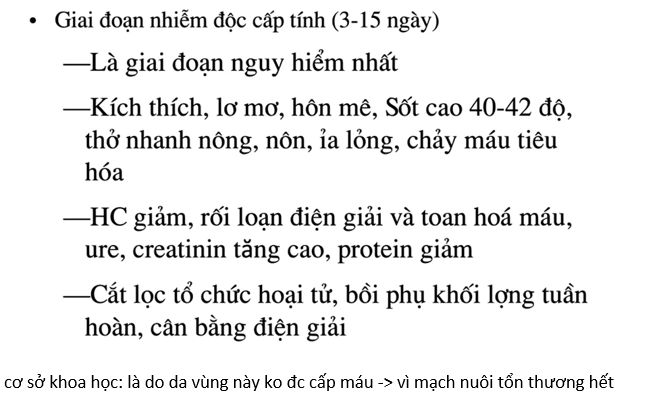 • Giai đoạn nhiễm độc cấp tính (3-15 ngày)
—Là giai đoạn nguy hiểm nhất
—Kích thích, lơ mơ, hôn mê, Sốt cao 40-42 độ,
thở nhanh nông, nôn, ỉa lỏng, chảy máu tiêu
hóa
—HC giảm, rối loạn điện giải và toan hoá máu,
ure, creatinin tăng cao, protein giảm
—Cắt lọc tổ chức hoại tử, bồi phụ khối lợng tuần
hoàn, cân bằng điện giải
cơ sở khoa học: là do da vùng này ko đc cấp máu -> vì mạch nuôi tổn thương hết